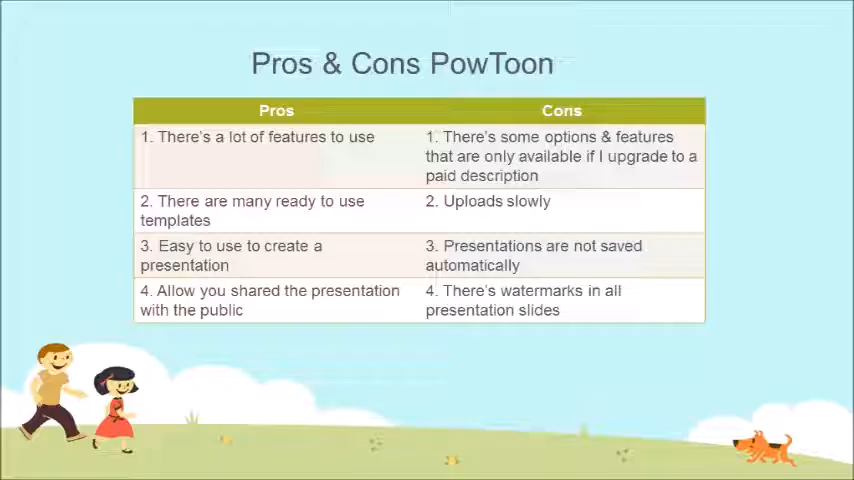 Pros & Cons PowToon
Pros
Cons
1. There's a lot of features to use
1. There's some options & features
that are only available if I upgrade to a
paid description
2. There are many ready to use
templates
2. Uploads slowly
3. Easy to use to create a
presentation
3. Presentations are not saved
automatically
4. Allow you shared the presentation
with the public
4. There's watermarks in all
presentation slides